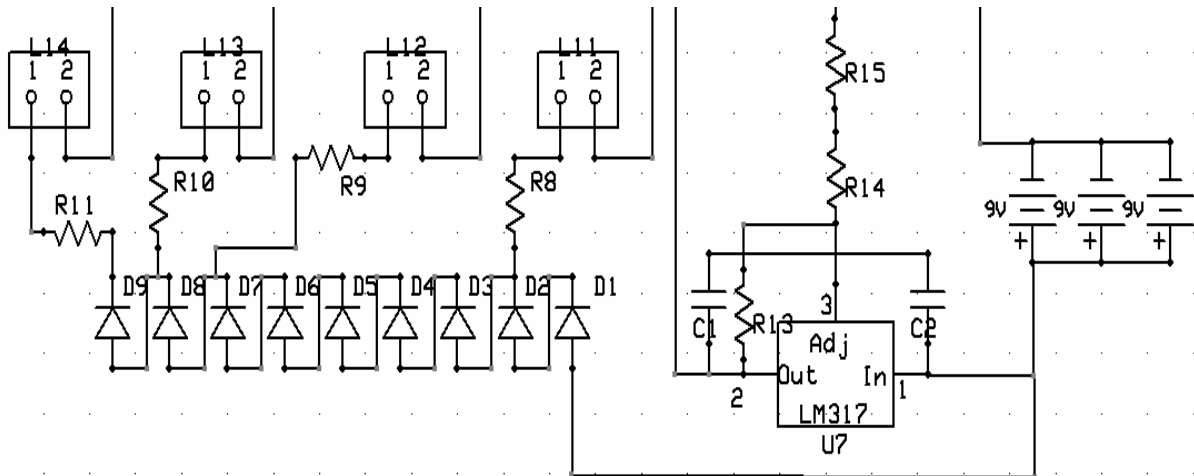 L14 L13 L12 L11
1 2 1 2 1 2 1 2
R15
R10 R9 R8 R14
R11 9V 9V 9V
+ + +
D9 D8 D7 D6 D5 D4 D3 D2 D1
3
C1 R13 C2
Adj
Out In
2 1
LM317
U7